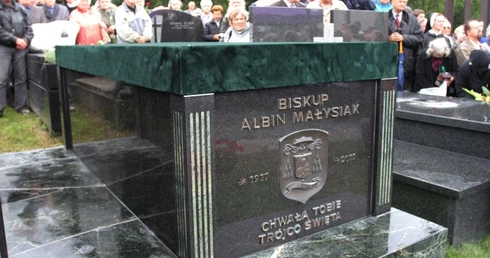 BISKUP
ALBIN MAŁYSIAK
* 1917
2011
CHWAŁA TOBIE
TRÓJCO ŚWIĘTA